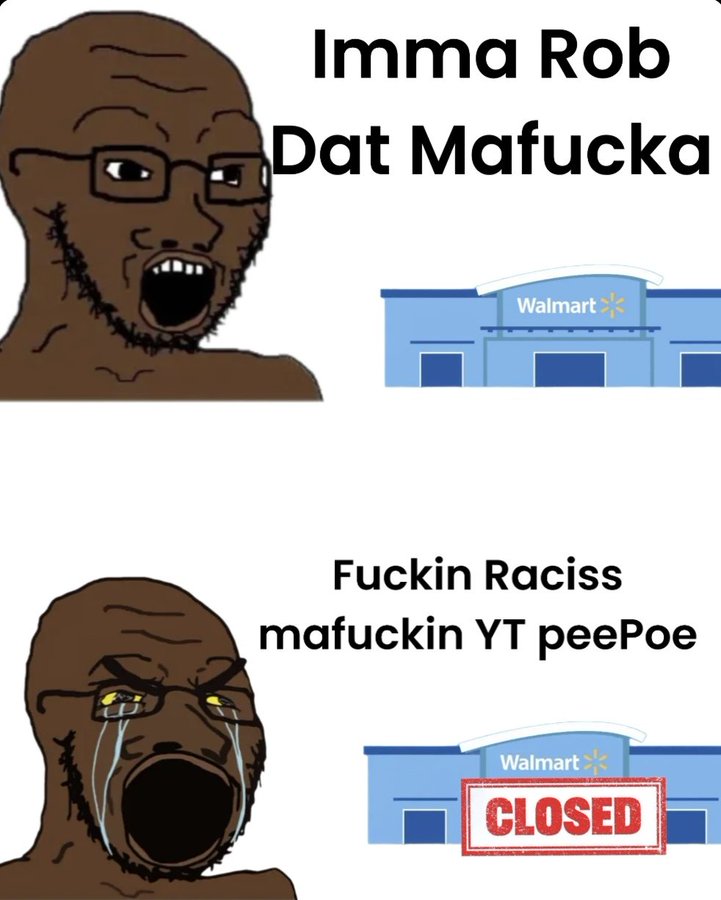 Imma Rob
Dat Mafucka
Walmart
Fuckin Raciss
mafuckin YT peePoe
Walmart
CLOSED